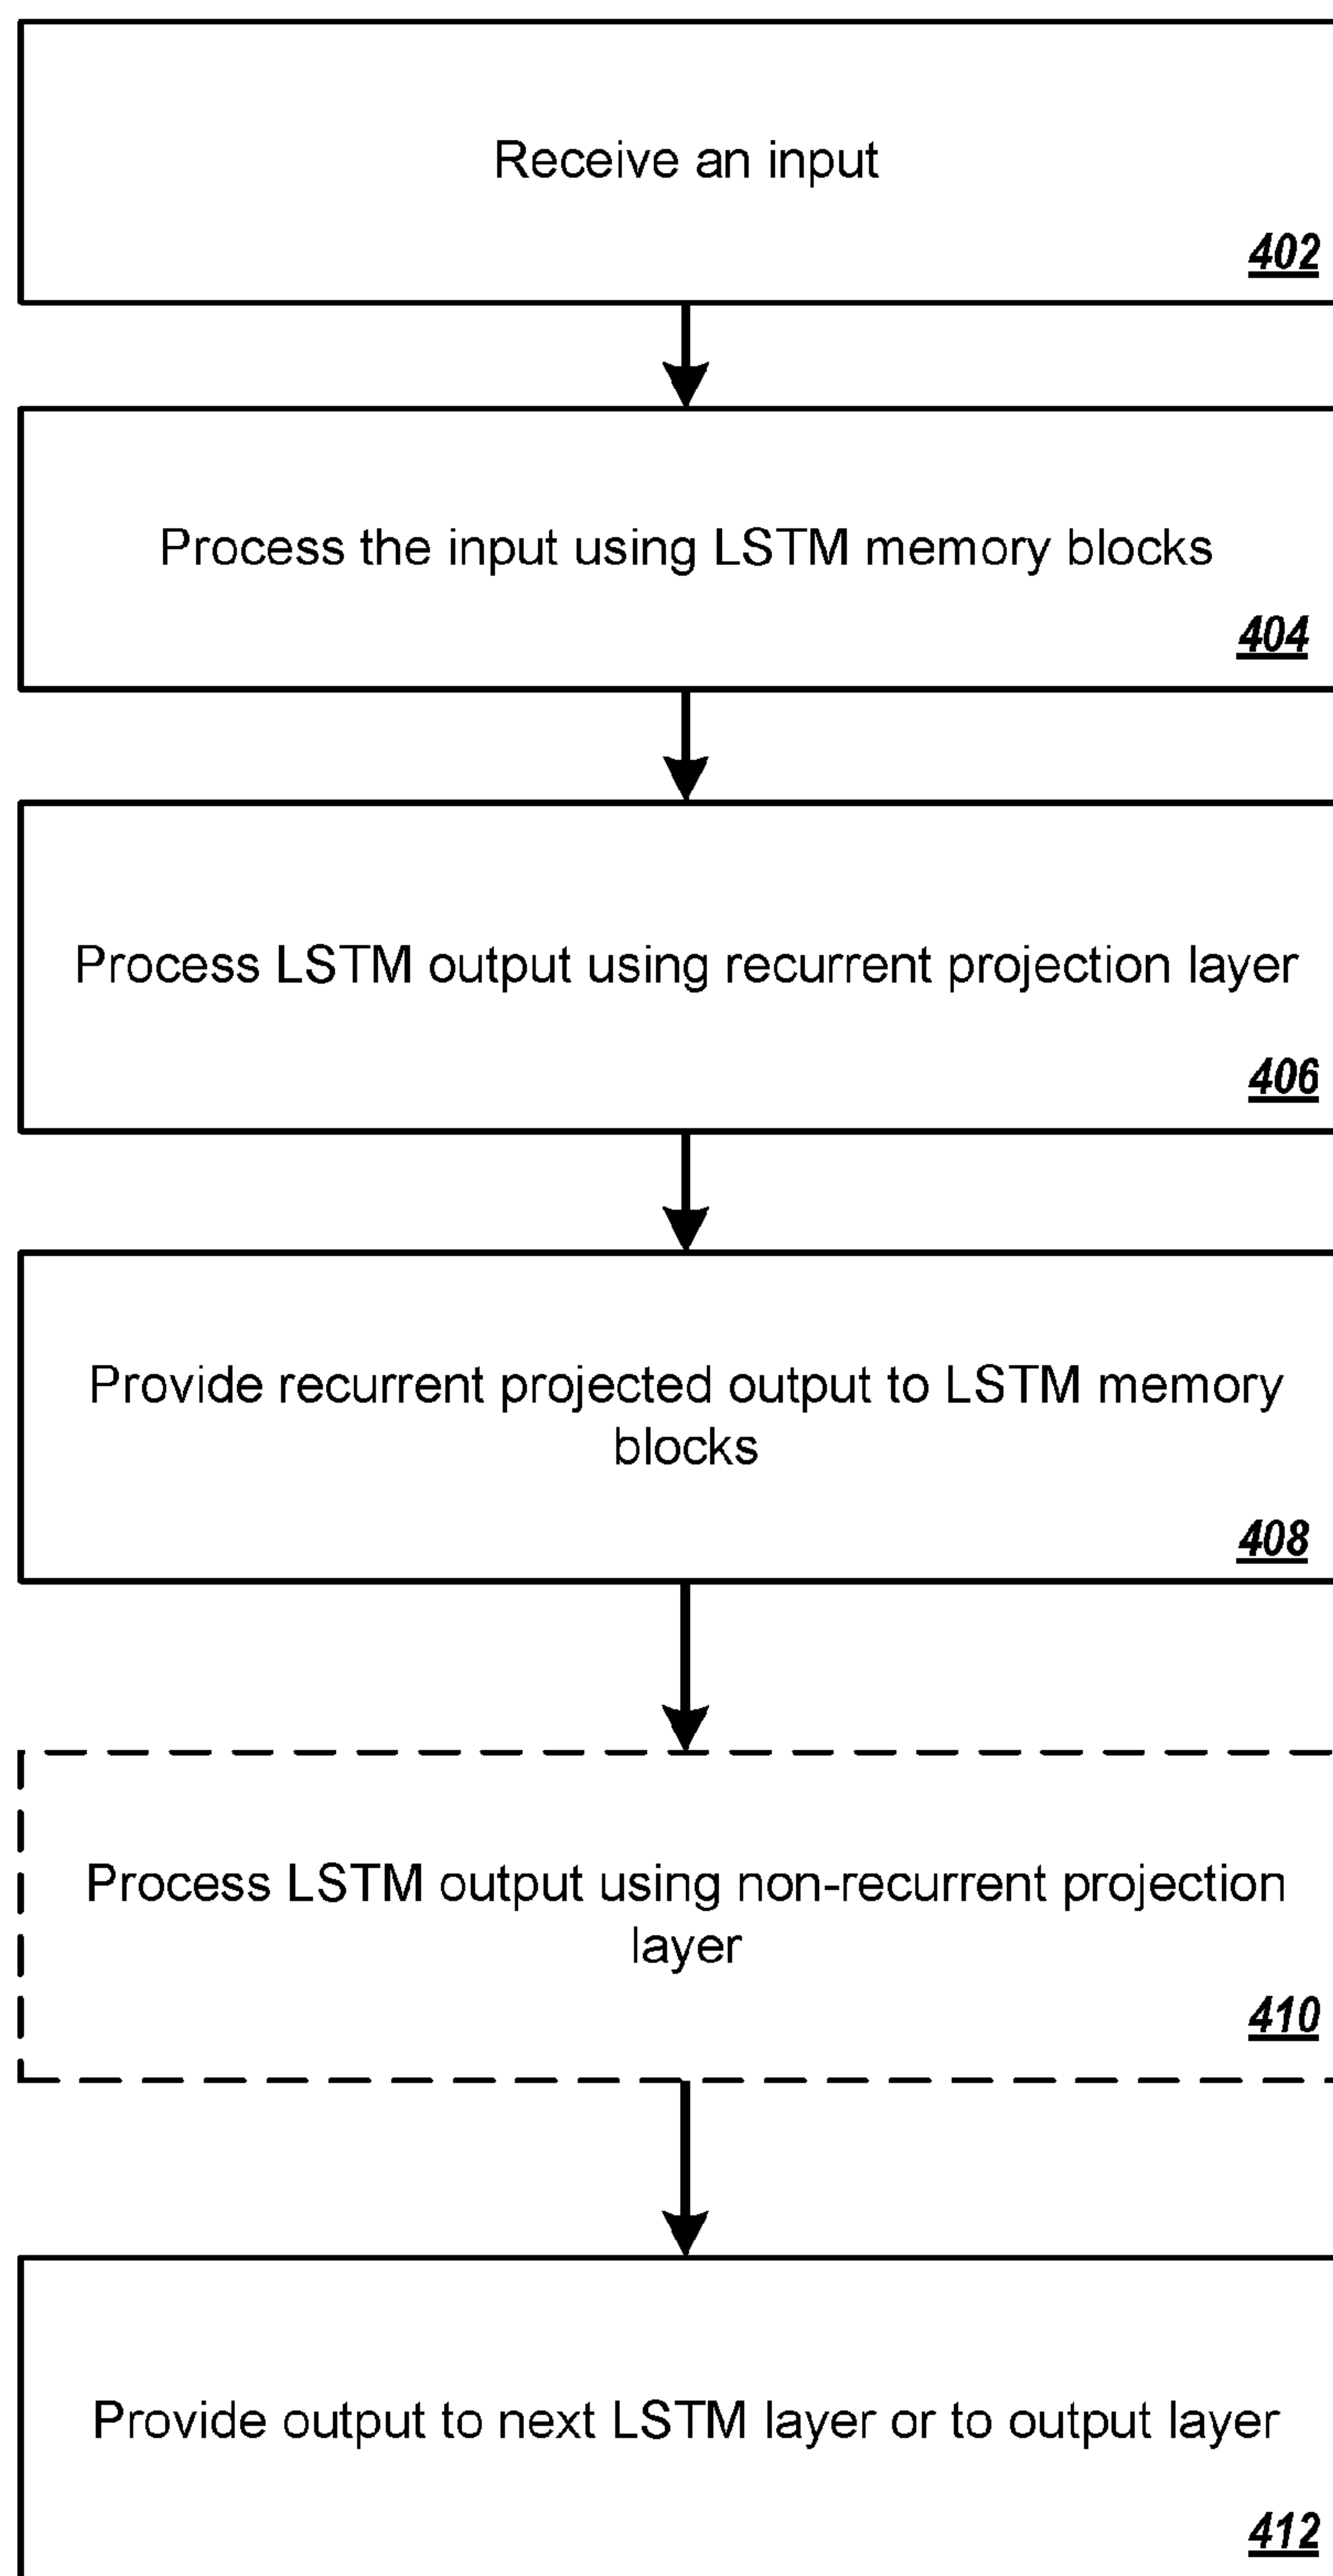 Receive an input
402
Process the input using LSTM memory blocks
404
Process LSTM output using recurrent projection layer
406
Provide recurrent projected output to LSTM memory
blocks
408
Process LSTM output using non-recurrent projection
layer
410
Provide output to next LSTM layer or to output layer
412